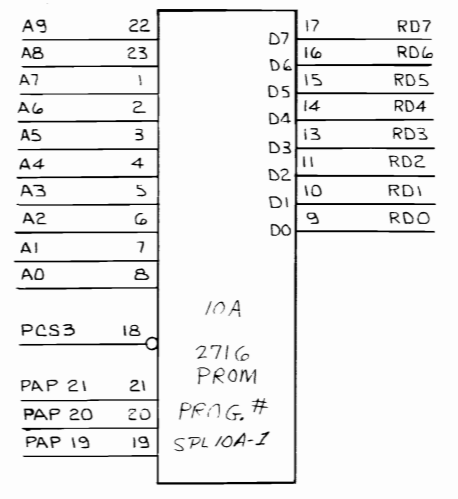 A9 22
A8 23
A7 1
A6 2
A5 3
A4 4
A3 5
A2 6
A1 7
A0 8
PCS3 18
PAP 21 21
PAP 20 20
PAP 19 19
D7 17 RD7
D6 16 RD6
D5 15 RD5
D4 14 RD4
D3 13 RD3
D2 11 RD2
D1 10 RD1
D0 9 RD0
10A
2716
PROM
PROG. #
SPL10A-1